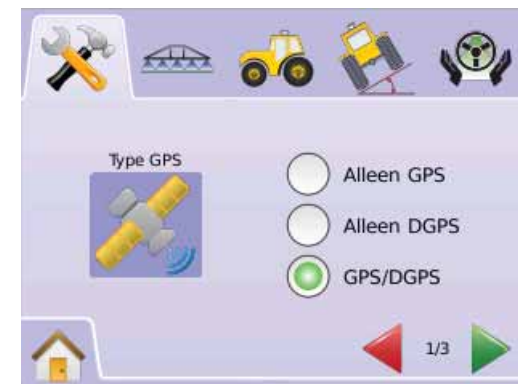 Type GPS
Alleen GPS
Alleen DGPS
GPS/DGPS
1/3